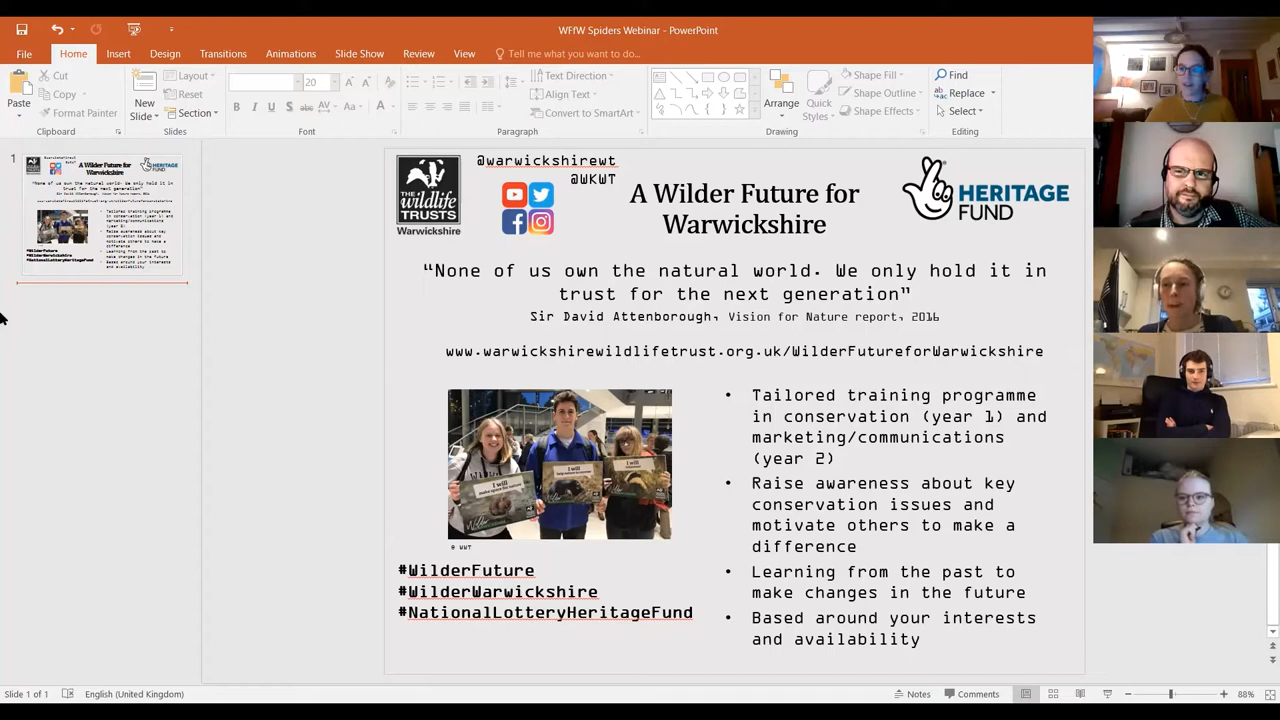 WFfW Spiders Webinar - PowerPoint
File Home Insert Design Transitions Animations Slide Show Review View Tell me what you want to do...
Paste
Cut
Copy
Format Painter
Clipboard
New
Slide
Layout
Reset
Section
Slides
20
Font
Text Direction
Align Text
Convert to SmartArt
Paragraph
Arrange
Quick
Styles
Shape Fill
Shape Outline
Shape Effects
Drawing
Find
Replace
Select
Editing
1
THE
wildlife
TRUSTS
Warwickshire
@warwickshirewt
@WKWT
A Wilder Future for
Warwickshire
HERITAGE
FUND
“None of us own the natural world. We only hold it in
trust for the next generation”
Sir David Attenborough, Vision for Nature report, 2016
www.warwickshirewildlifetrust.org.uk/WilderFutureforWarwickshire
I will
I will
I will
© WWT
#WilderFuture
#WilderWarwickshire
#NationalLotteryHeritageFund
• Tailored training programme
in conservation (year 1) and
marketing/communications
(year 2)
• Raise awareness about key
conservation issues and
motivate others to make a
difference
• Learning from the past to
make changes in the future
• Based around your interests
and availability
Slide 1 of 1 English (United Kingdom) Notes Comments 88%